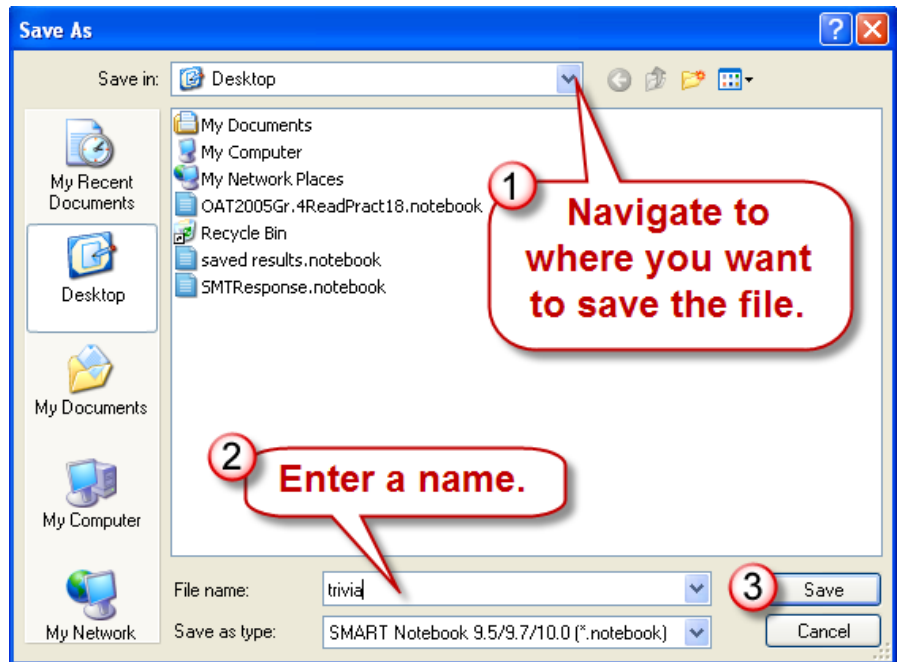 Save As
Save in: Desktop
My Recent
Documents
Desktop
My Documents
My Computer
My Network
My Documents
My Computer
My Network Places
OAT2005Gr.4ReadPract18.notebook
Recycle Bin
saved results.notebook
SMTResponse.notebook
1
Navigate to
where you want
to save the file.
2
Enter a name.
File name: trivia
3
Save
Save as type: SMART Notebook 9.5/9.7/10.0 (*.notebook)
Cancel